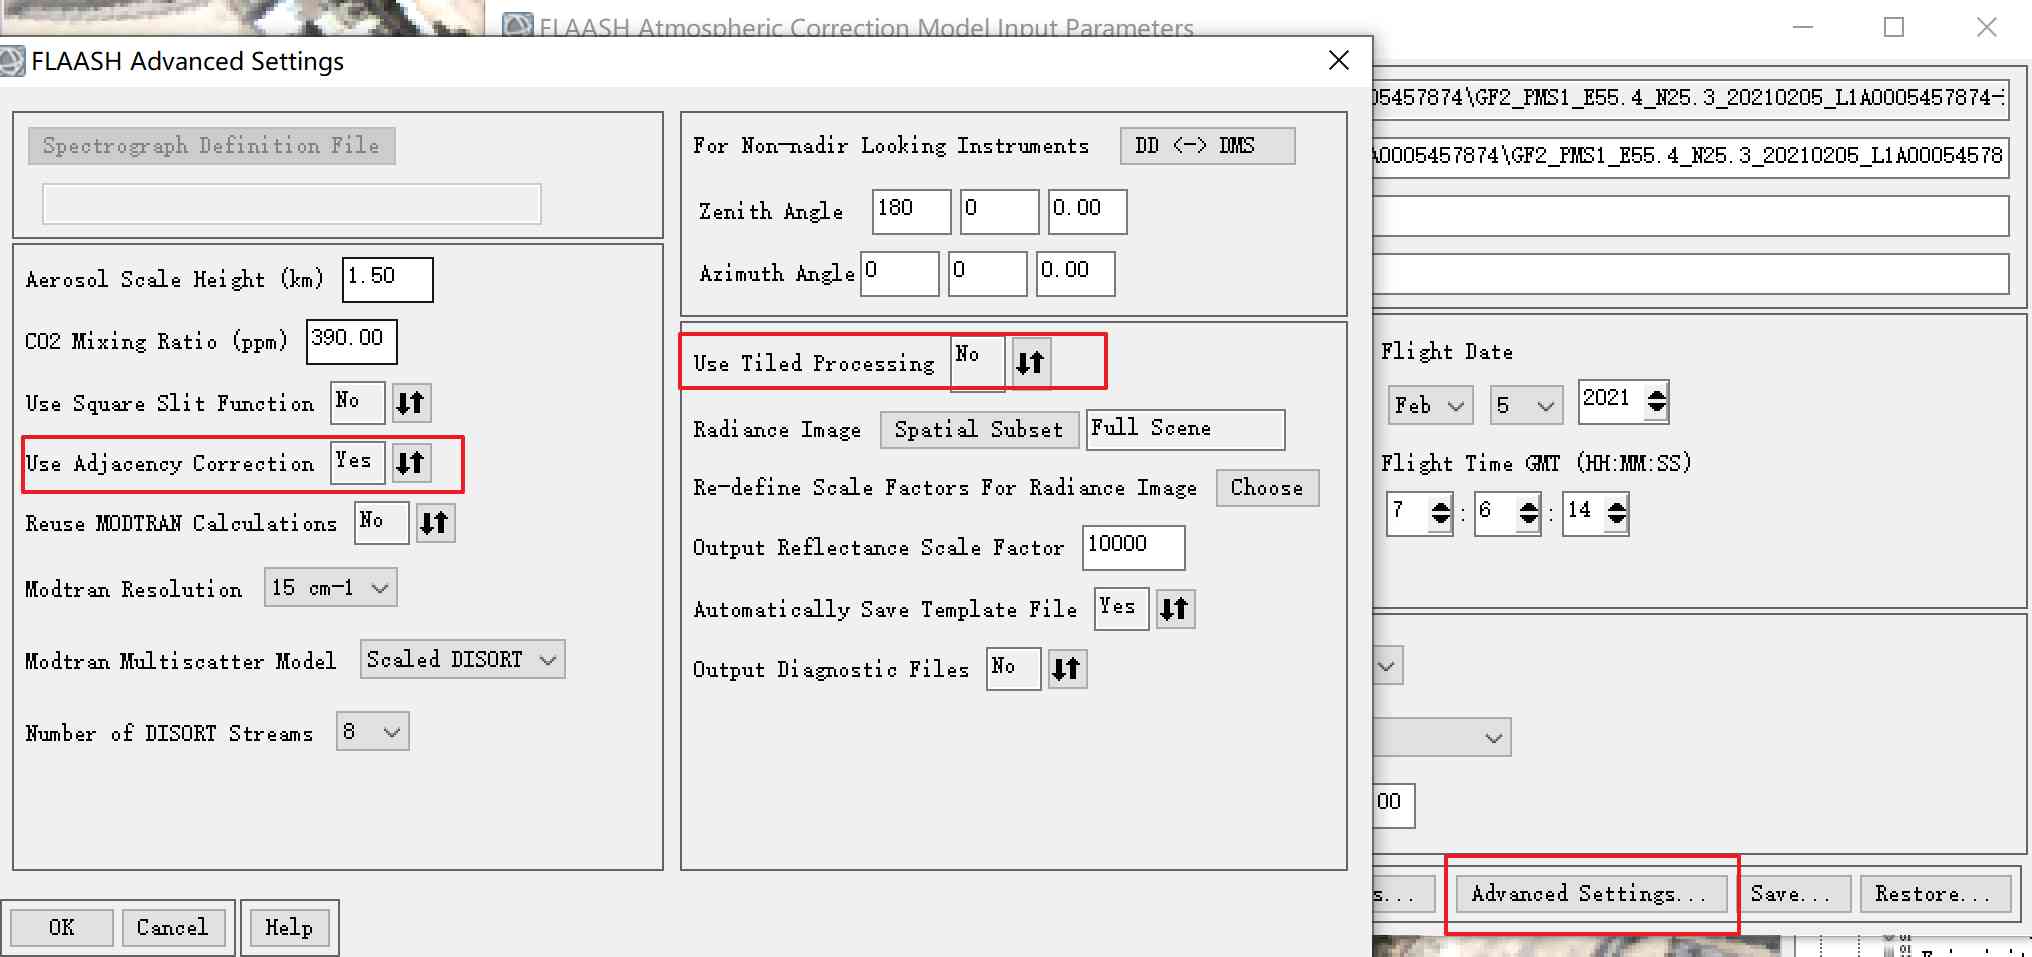 FLAASH Atmospheric Correction Model Input Parameters
FLAASH Advanced Settings
Spectrograph Definition File
Aerosol Scale Height (km) 1.50
CO2 Mixing Ratio (ppm) 390.00
Use Square Slit Function No
Use Adjacency Correction Yes
Reuse MODTRAN Calculations No
Modtran Resolution 15 cm-1
Modtran Multiscatter Model Scaled DISORT
Number of DISORT Streams 8
For Non-nadir Looking Instruments DD <-> DMS
Zenith Angle 180 0 0.00
Azimuth Angle 0 0 0.00
Use Tiled Processing No
Radiance Image Spatial Subset Full Scene
Re-define Scale Factors For Radiance Image Choose
Output Reflectance Scale Factor 10000
Automatically Save Template File Yes
Output Diagnostic Files No
OK Cancel Help
05457874\GF2_PMS1_E55.4_N25.3_20210205_L1A0005457874-
A0005457874\GF2_PMS1_E55.4_N25.3_20210205_L1A00054578
Flight Date
Feb 5 2021
Flight Time GMT (HH:MM:SS)
7 : 6 : 14
00
s... Advanced Settings... Save... Restore...